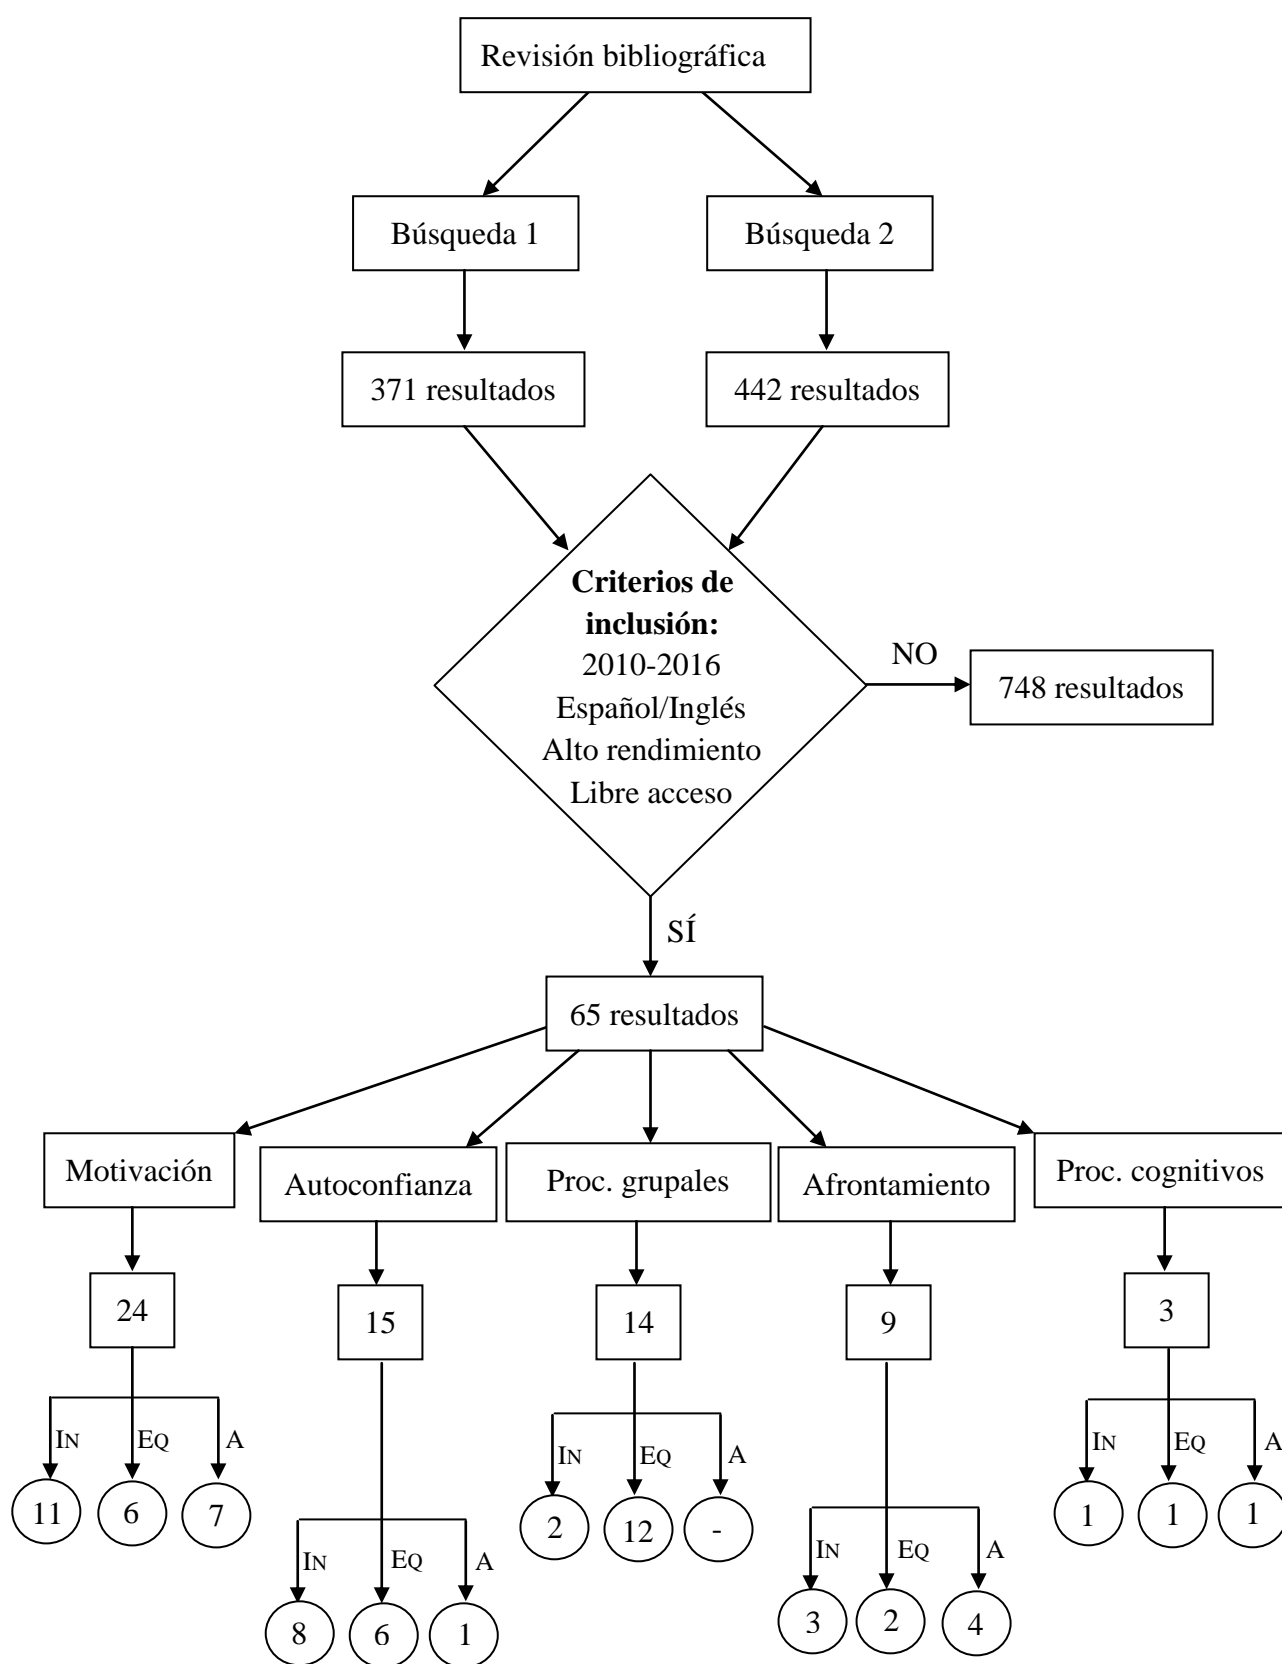 Revisión bibliográfica
Búsqueda 1
Búsqueda 2
371 resultados
442 resultados
Criterios de
inclusión:
2010-2016
Español/Inglés
Alto rendimiento
Libre acceso
NO
748 resultados
SÍ
65 resultados
Motivación
Autoconfianza
Proc. grupales
Afrontamiento
Proc. cognitivos
24
15
14
9
3
IN
EQ
A
11
6
7
IN
EQ
A
8
6
1
IN
EQ
A
2
12
-
IN
EQ
A
3
2
4
IN
EQ
A
1
1
1